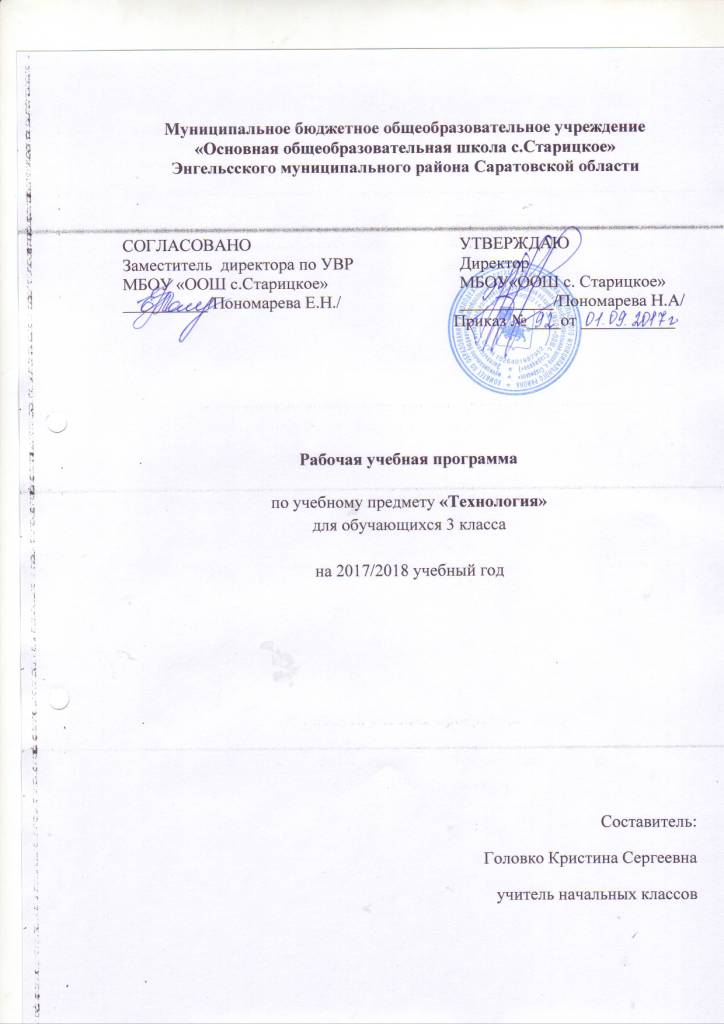 Муниципальное бюджетное общеобразовательное учреждение
«Основная общеобразовательная школа с.Старицкое»
Энгельсского муниципального района Саратовской области
СОГЛАСОВАНО
Заместитель директора по УВР
МБОУ «ООШ с.Старицкое»
/Пономарева Е.Н./
УТВЕРЖДАЮ
Директор
МБОУ«ООШ с. Старицкое»
/Пономарева Н.А/
Приказ № 92 от 01.09.2017г
Рабочая учебная программа
по учебному предмету «Технология»
для обучающихся 3 класса
на 2017/2018 учебный год
Составитель:
Головко Кристина Сергеевна
учитель начальных классов